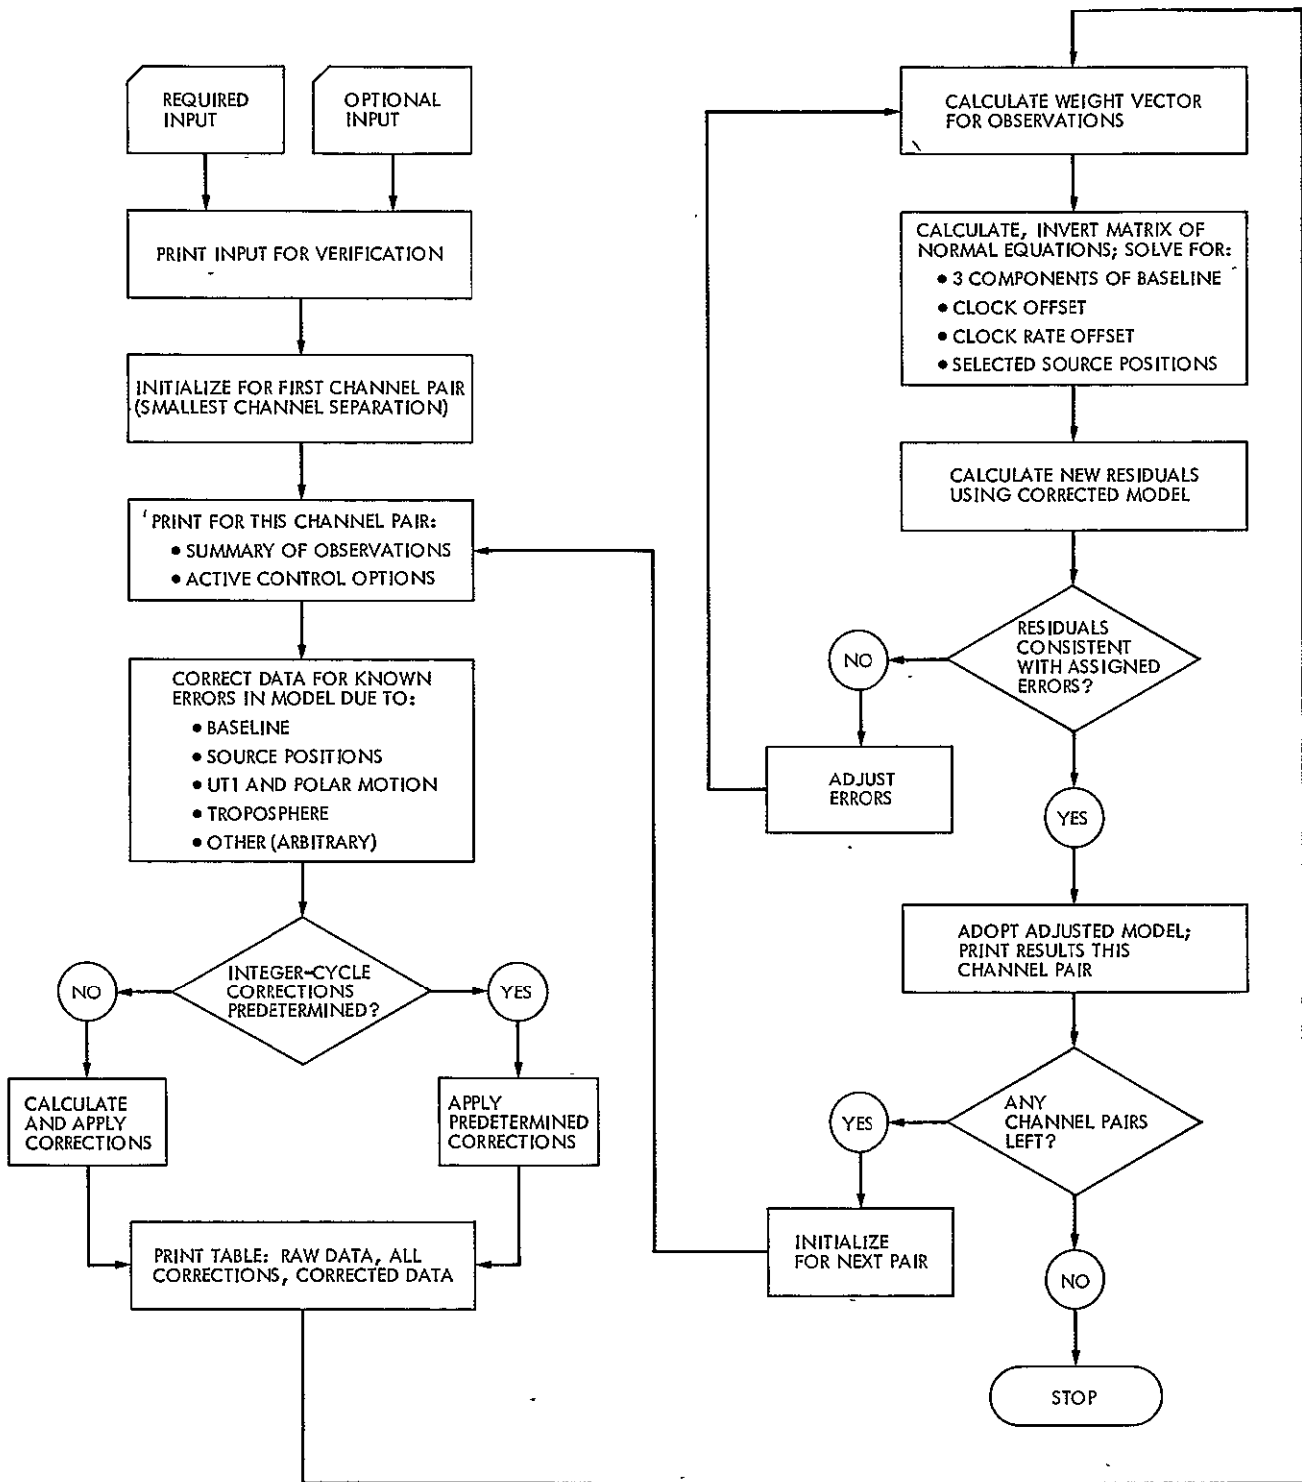 REQUIRED
INPUT
OPTIONAL
INPUT
PRINT INPUT FOR VERIFICATION
INITIALIZE FOR FIRST CHANNEL PAIR
(SMALLEST CHANNEL SEPARATION)
PRINT FOR THIS CHANNEL PAIR:
• SUMMARY OF OBSERVATIONS
• ACTIVE CONTROL OPTIONS
CORRECT DATA FOR KNOWN
ERRORS IN MODEL DUE TO:
• BASELINE
• SOURCE POSITIONS
• UT1 AND POLAR MOTION
• TROPOSPHERE
• OTHER (ARBITRARY)
INTEGER-CYCLE
CORRECTIONS
PREDETERMINED?
NO
YES
CALCULATE
AND APPLY
CORRECTIONS
APPLY
PREDETERMINED
CORRECTIONS
PRINT TABLE: RAW DATA, ALL
CORRECTIONS, CORRECTED DATA
CALCULATE WEIGHT VECTOR
FOR OBSERVATIONS
CALCULATE, INVERT MATRIX OF
NORMAL EQUATIONS; SOLVE FOR:
• 3 COMPONENTS OF BASELINE
• CLOCK OFFSET
• CLOCK RATE OFFSET
• SELECTED SOURCE POSITIONS
CALCULATE NEW RESIDUALS
USING CORRECTED MODEL
RESIDUALS
CONSISTENT
WITH ASSIGNED
ERRORS?
NO
ADJUST
ERRORS
YES
ADOPT ADJUSTED MODEL;
PRINT RESULTS THIS
CHANNEL PAIR
ANY
CHANNEL PAIRS
LEFT?
YES
INITIALIZE
FOR NEXT PAIR
NO
STOP